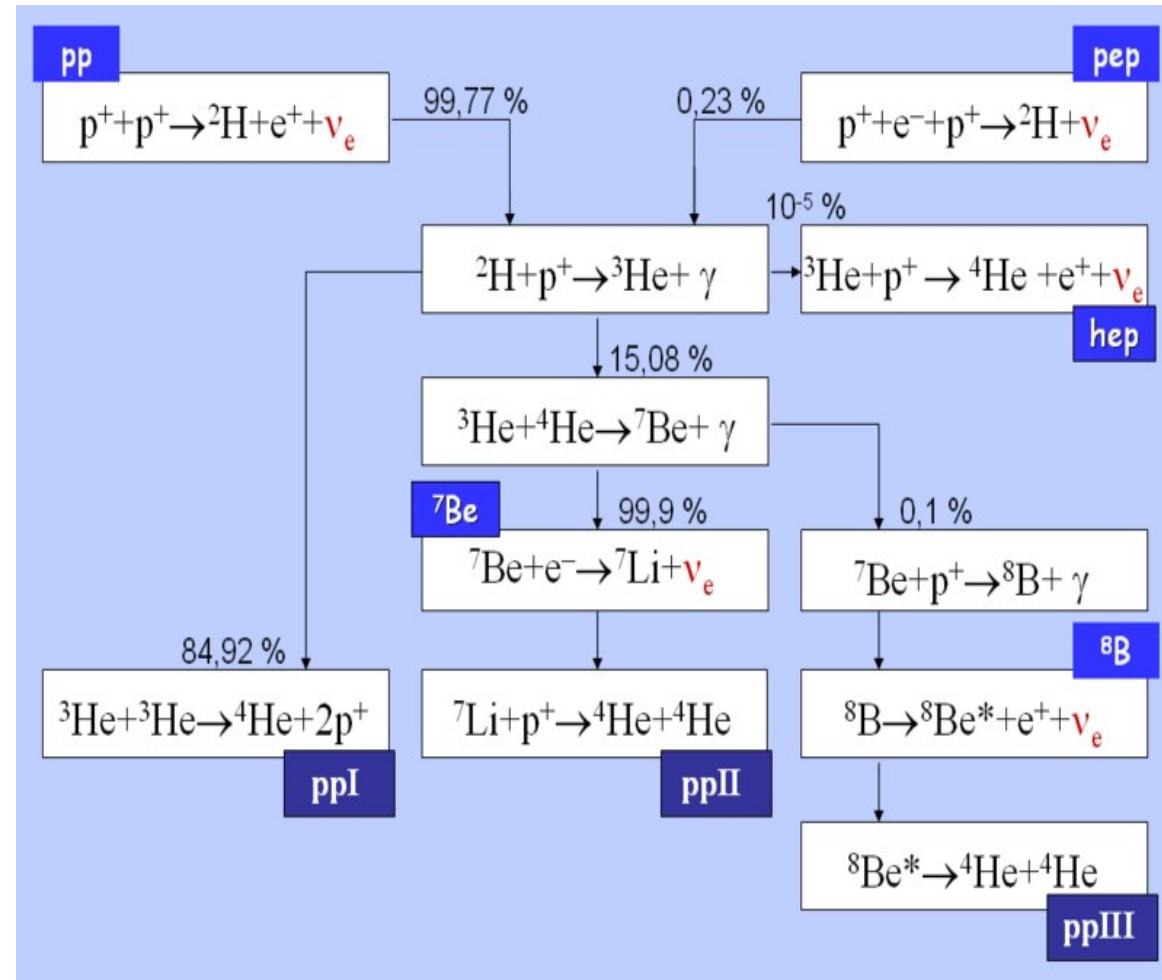 pp
pep
p⁺+p⁺→²H+e⁺+νₑ
99,77 %
0,23 %
p⁺+e⁻+p⁺→²H+νₑ
10⁻⁵ %
²H+p⁺→³He+ γ
³He+p⁺→ ⁴He +e⁺+νₑ
hep
15,08 %
³He+⁴He→⁷Be+ γ
⁷Be
99,9 %
0,1 %
⁷Be+e⁻→⁷Li+νₑ
⁷Be+p⁺→⁸B+ γ
84,92 %
⁸B
³He+³He→⁴He+2p⁺
⁷Li+p⁺→⁴He+⁴He
⁸B→⁸Be*+e⁺+νₑ
ppI
ppII
⁸Be*→⁴He+⁴He
ppIII